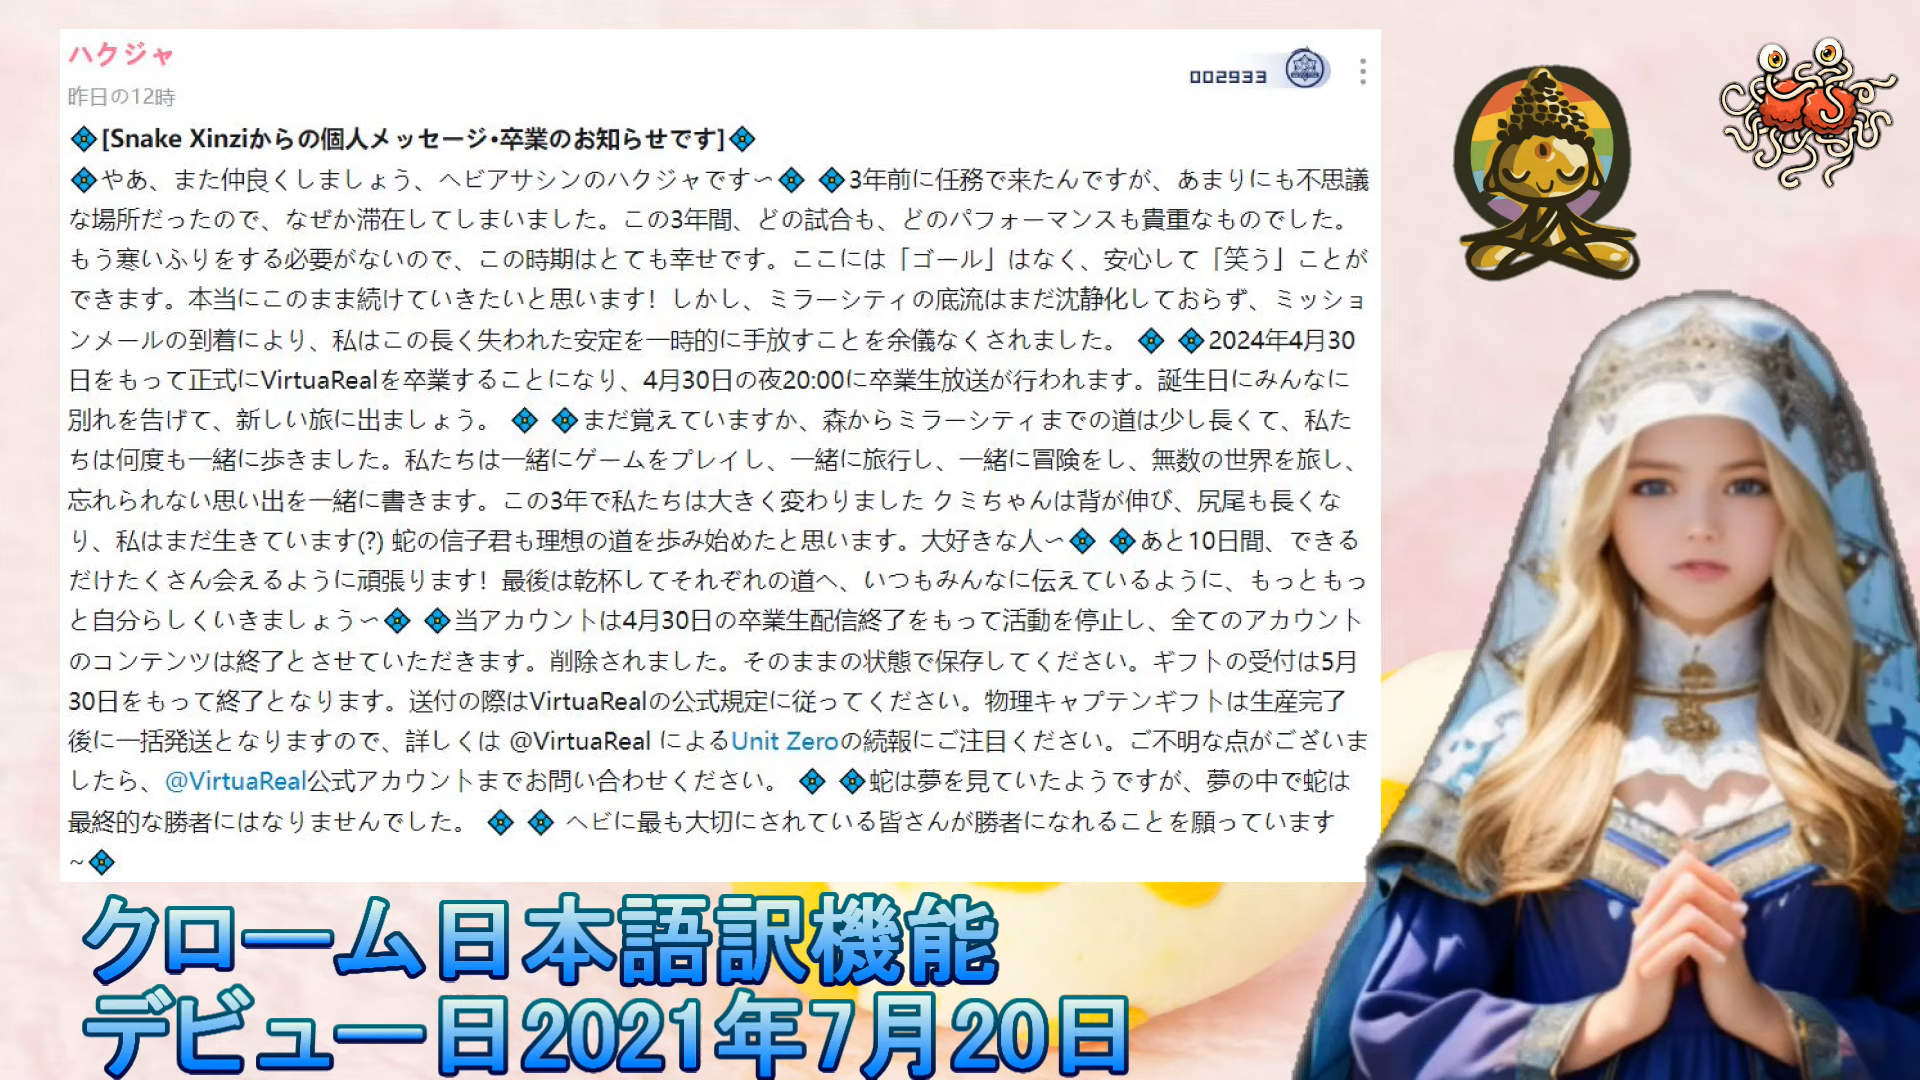 ハクジャ
昨日の12時
002933
💠[Snake Xinziからの個人メッセージ•卒業のお知らせです]💠
💠やあ、また仲良くしましょう、ヘビアサシンのハクジャです〜💠 💠3年前に任務で来たんですが、あまりにも不思議
な場所だったので、なぜか滞在してしまいました。この3年間、どの試合も、どのパフォーマンスも貴重なものでした。
もう寒いふりをする必要がないので、この時期はとても幸せです。ここには「ゴール」はなく、安心して「笑う」ことが
できます。本当にこのまま続けていきたいと思います！しかし、ミラーシティの底流はまだ沈静化しておらず、ミッショ
ンメールの到着により、私はこの長く失われた安定を一時的に手放すことを余儀なくされました。 💠 💠2024年4月30
日をもって正式にVirtuaRealを卒業することになり、4月30日の夜20:00に卒業生放送が行われます。誕生日にみんなに
別れを告げて、新しい旅に出ましょう。 💠 💠まだ覚えていますか、森からミラーシティまでの道は少し長くて、私た
ちは何度も一緒に歩きました。私たちは一緒にゲームをプレイし、一緒に旅行し、一緒に冒険をし、無数の世界を旅し、
忘れられない思い出を一緒に書きます。この3年で私たちは大きく変わりました クミちゃんは背が伸び、尻尾も長くな
り、私はまだ生きています(?) 蛇の信子君も理想の道を歩み始めたと思います。大好きな人〜💠 💠あと10日間、できる
だけたくさん会えるように頑張ります！最後は乾杯してそれぞれの道へ、いつもみんなに伝えているように、もっともっ
と自分らしくいきましょう〜💠 💠当アカウントは4月30日の卒業生配信終了をもって活動を停止し、全てのアカウント
のコンテンツは終了とさせていただきます。削除されました。そのままの状態で保存してください。ギフトの受付は5月
30日をもって終了となります。送付の際はVirtuaRealの公式規定に従ってください。物理キャプテンギフトは生産完了
後に一括発送となりますので、詳しくは @VirtuaReal によるUnit Zeroの続報にご注目ください。ご不明な点がございま
したら、@VirtuaReal公式アカウントまでお問い合わせください。 💠 💠蛇は夢を見ていたようですが、夢の中で蛇は
最終的な勝者にはなりませんでした。 💠 💠 ヘビに最も大切にされている皆さんが勝者になれることを願っています
~💠
クローム日本語訳機能
デビュー日2021年7月20日